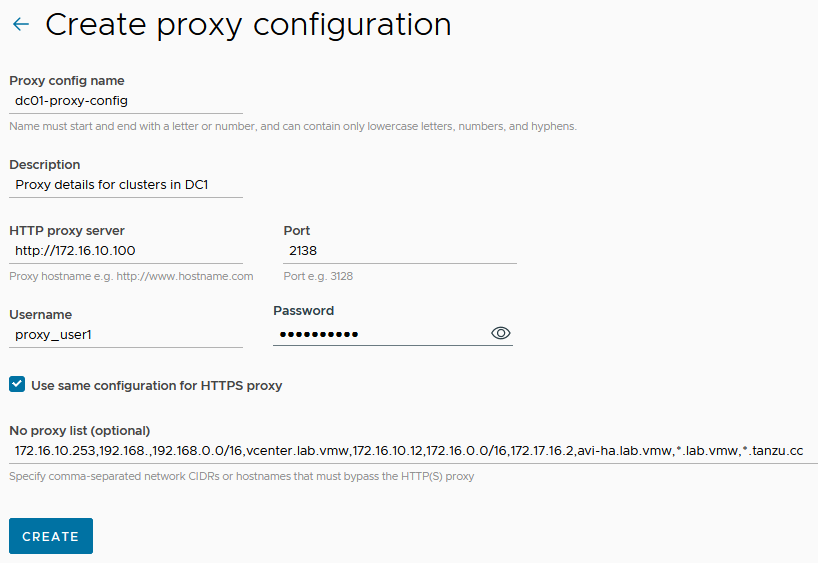 Create proxy configuration
Proxy config name
dc01-proxy-config
Name must start and end with a letter or number, and can contain only lowercase letters, numbers, and hyphens.
Description
Proxy details for clusters in DC1
HTTP proxy server Port
http://172.16.10.100 2138
Proxy hostname e.g. http://www.hostname.com Port e.g. 3128
Username Password
proxy_user1 ••••••••••
Use same configuration for HTTPS proxy
No proxy list (optional)
172.16.10.253,192.168.,192.168.0.0/16,vcenter.lab.vmw,172.16.10.12,172.16.0.0/16,172.17.16.2,avi-ha.lab.vmw,*.lab.vmw,*.tanzu.cc
Specify comma-separated network CIDRs or hostnames that must bypass the HTTP(S) proxy
CREATE